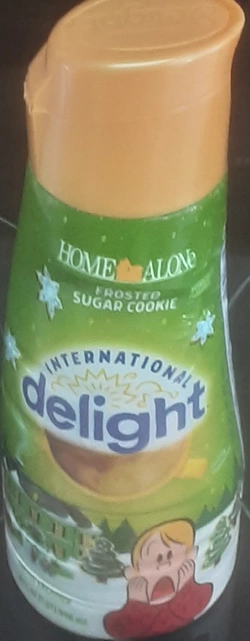 HOME ALONE
FROSTED
SUGAR COOKIE
INTERNATIONAL
delight